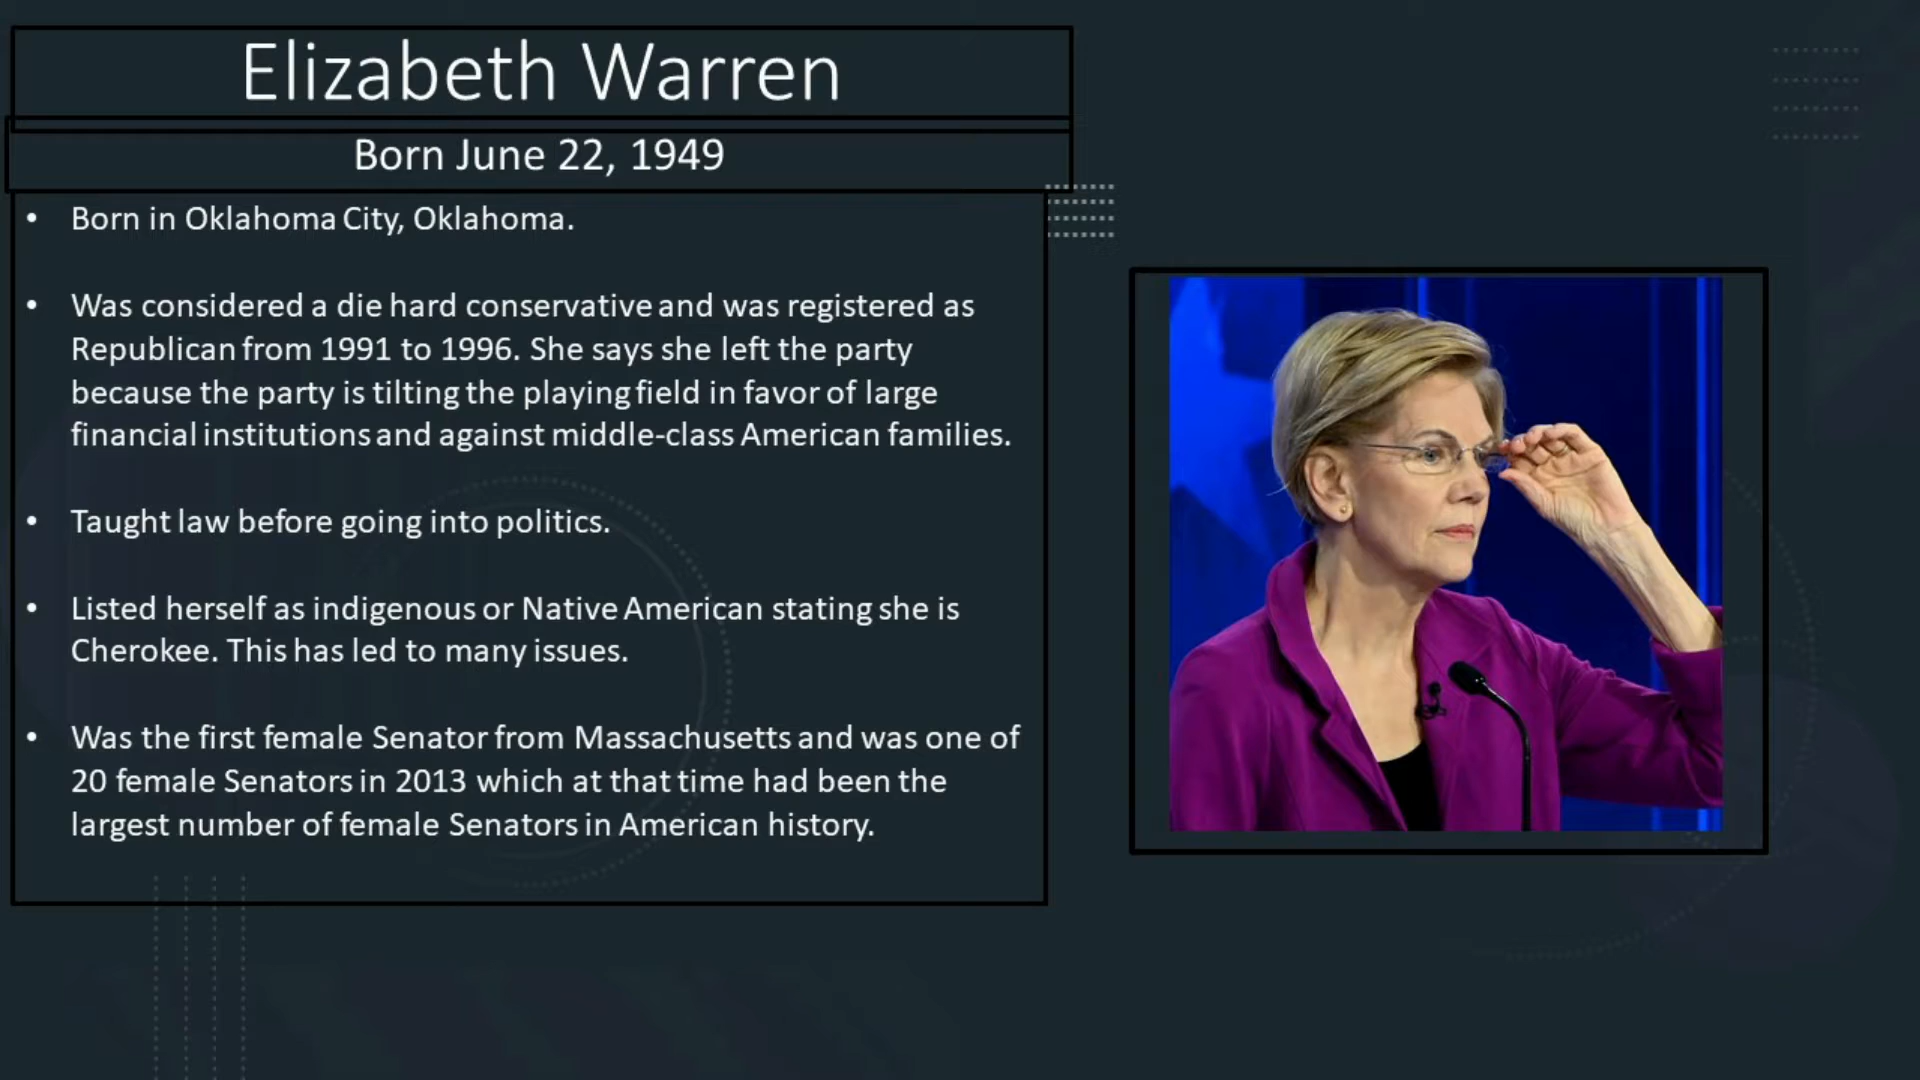 Elizabeth Warren
Born June 22, 1949
• Born in Oklahoma City, Oklahoma.
• Was considered a die hard conservative and was registered as
Republican from 1991 to 1996. She says she left the party
because the party is tilting the playing field in favor of large
financial institutions and against middle-class American families.
• Taught law before going into politics.
• Listed herself as indigenous or Native American stating she is
Cherokee. This has led to many issues.
• Was the first female Senator from Massachusetts and was one of
20 female Senators in 2013 which at that time had been the
largest number of female Senators in American history.